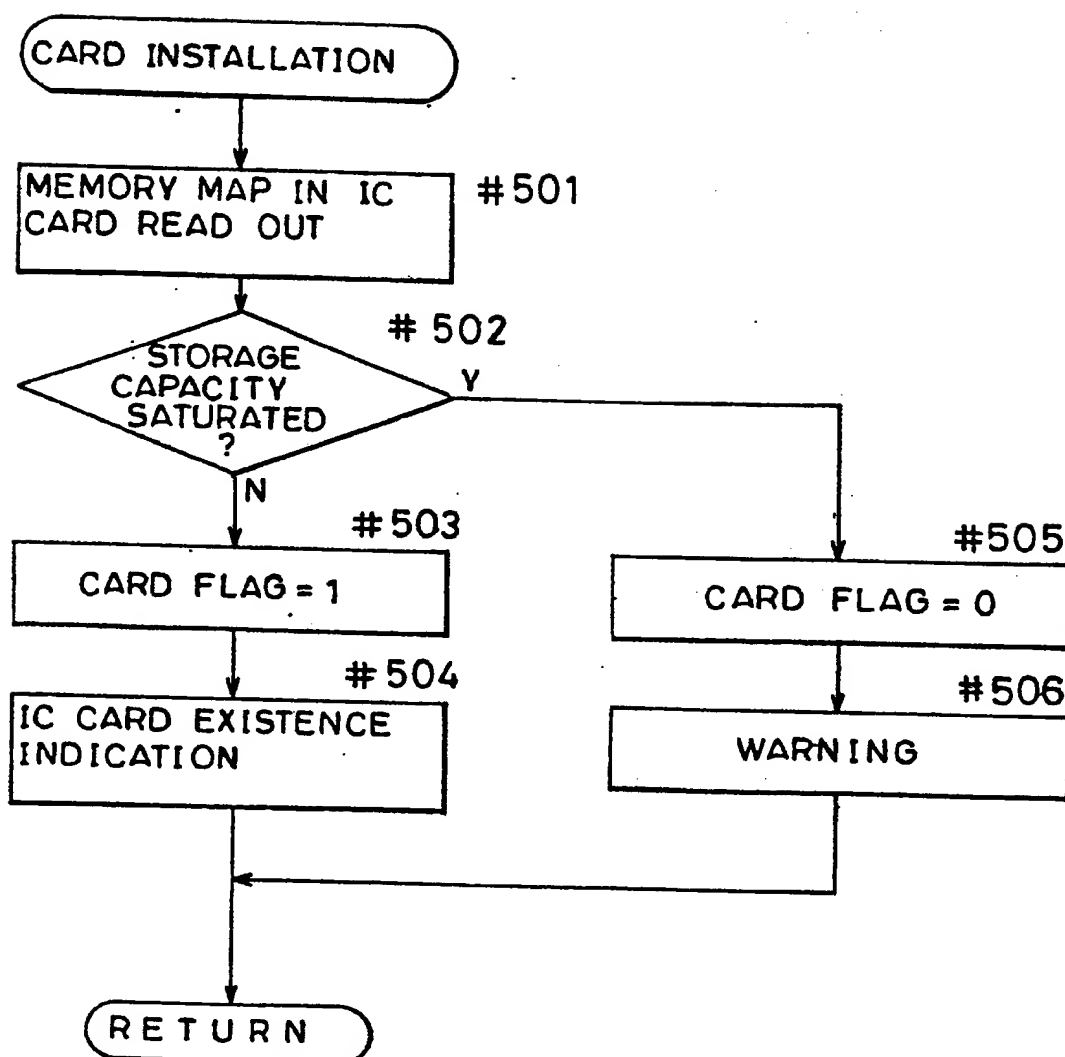 CARD INSTALLATION
MEMORY MAP IN IC
CARD READ OUT
#501
#502
STORAGE
CAPACITY
SATURATED
?
Y
N
#503
CARD FLAG = 1
#504
IC CARD EXISTENCE
INDICATION
#505
CARD FLAG = 0
#506
WARNING
RETURN